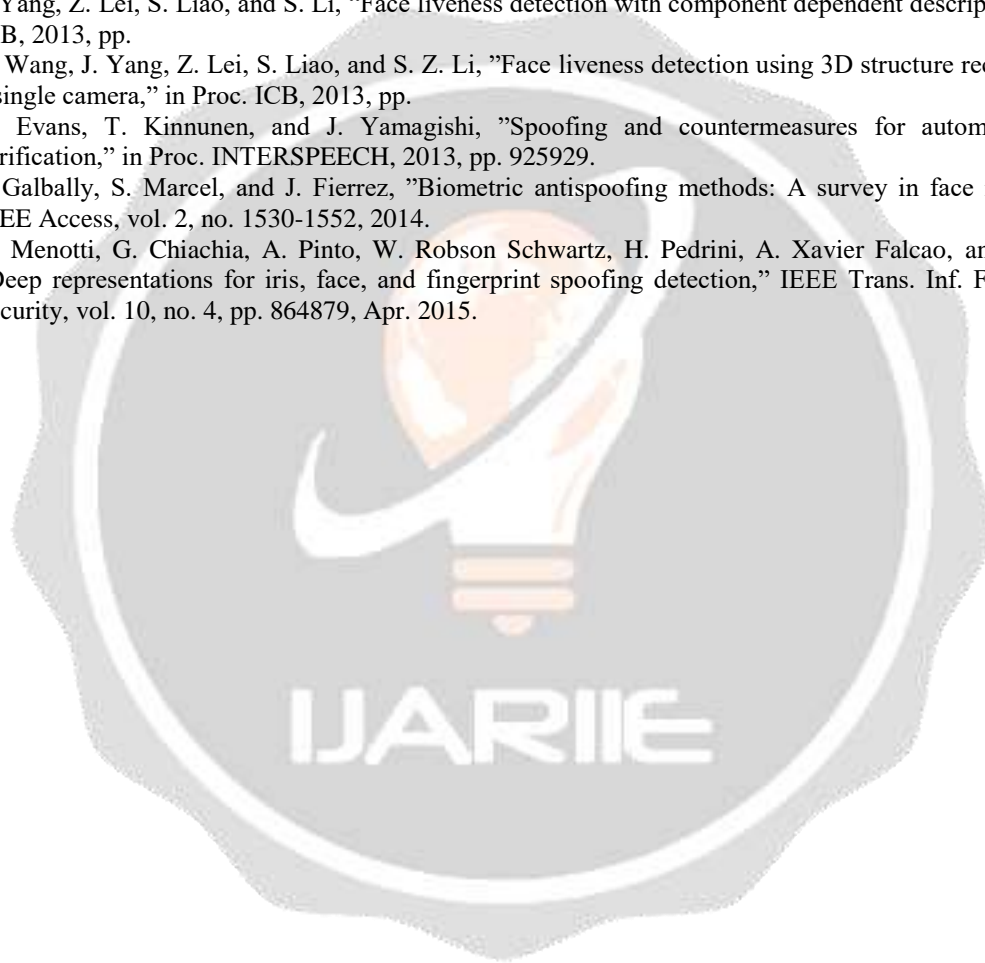 Yang, Z. Lei, S. Liao, and S. Li, ”Face liveness detection with component dependent descrip
B, 2013, pp.
Wang, J. Yang, Z. Lei, S. Liao, and S. Z. Li, ”Face liveness detection using 3D structure rec
single camera,” in Proc. ICB, 2013, pp.
Evans, T. Kinnunen, and J. Yamagishi, ”Spoofing and countermeasures for autom
rification,” in Proc. INTERSPEECH, 2013, pp. 925929.
Galbally, S. Marcel, and J. Fierrez, ”Biometric antispoofing methods: A survey in face
EE Access, vol. 2, no. 1530-1552, 2014.
Menotti, G. Chiachia, A. Pinto, W. Robson Schwartz, H. Pedrini, A. Xavier Falcao, an
Deep representations for iris, face, and fingerprint spoofing detection,” IEEE Trans. Inf. F
curity, vol. 10, no. 4, pp. 864879, Apr. 2015.
IJARIIE